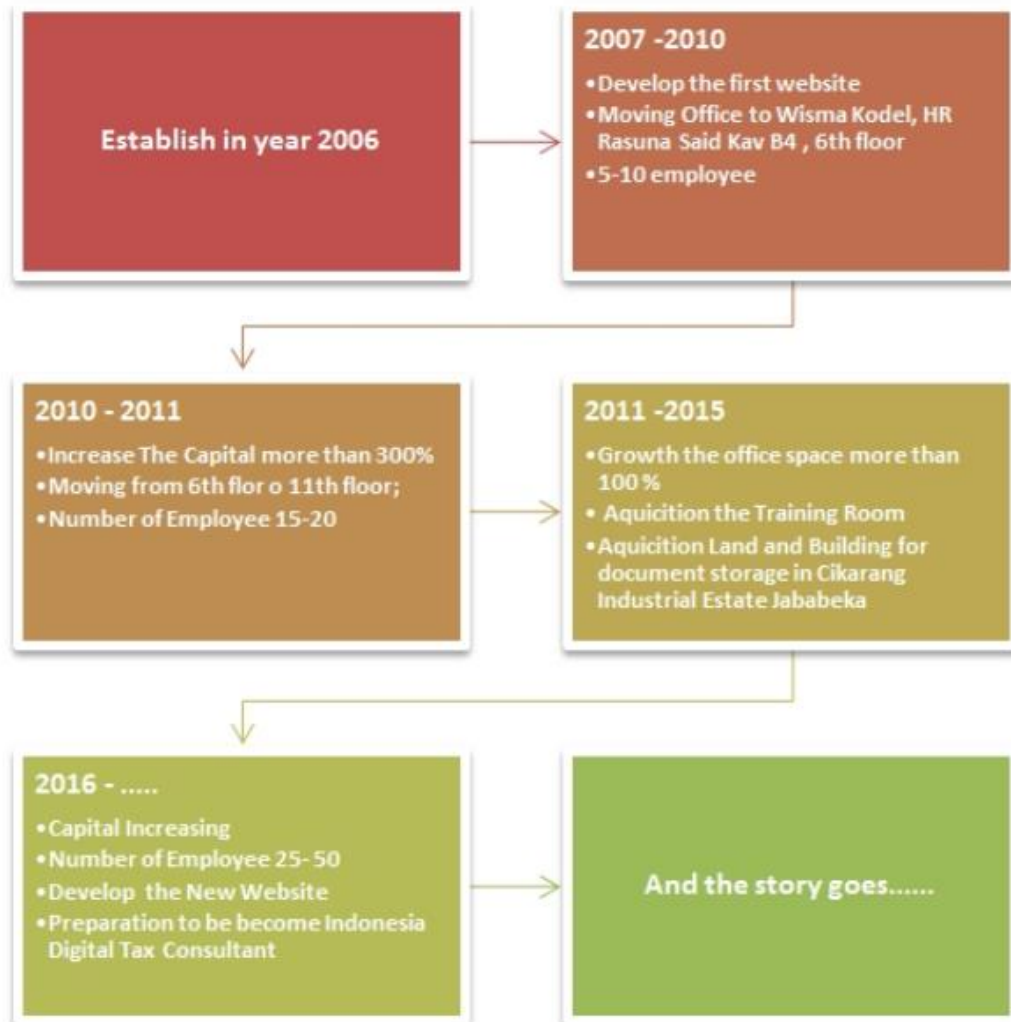 Establish in year 2006
2007 -2010
•Develop the first website
•Moving Office to Wisma Kodel, HR
Rasuna Said Kav B4 , 6th floor
•5-10 employee
2010 - 2011
•Increase The Capital more than 300%
•Moving from 6th flor o 11th floor;
•Number of Employee 15-20
2011 -2015
•Growth the office space more than
100 %
• Aquicition the Training Room
•Aquicition Land and Building for
document storage in Cikarang
Industrial Estate Jababeka
2016 - .....
•Capital Increasing
•Number of Employee 25- 50
•Develop  the New Website
•Preparation to be become Indonesia
Digital Tax Consultant
And the story goes......